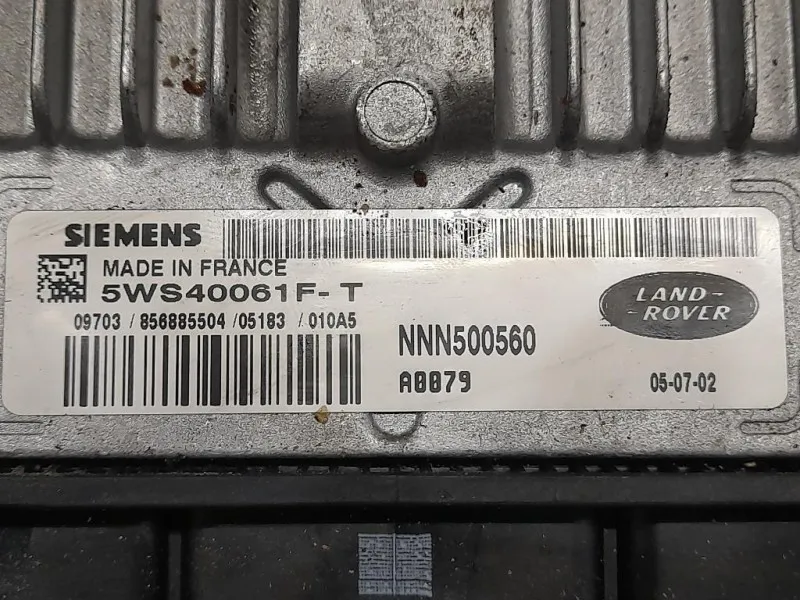 SIEMENS
MADE IN FRANCE
5WS40061F-T
09703 / 856885504 /05183 /010A5
NNN500560
A0079
LAND-
-ROVER
05-07-02